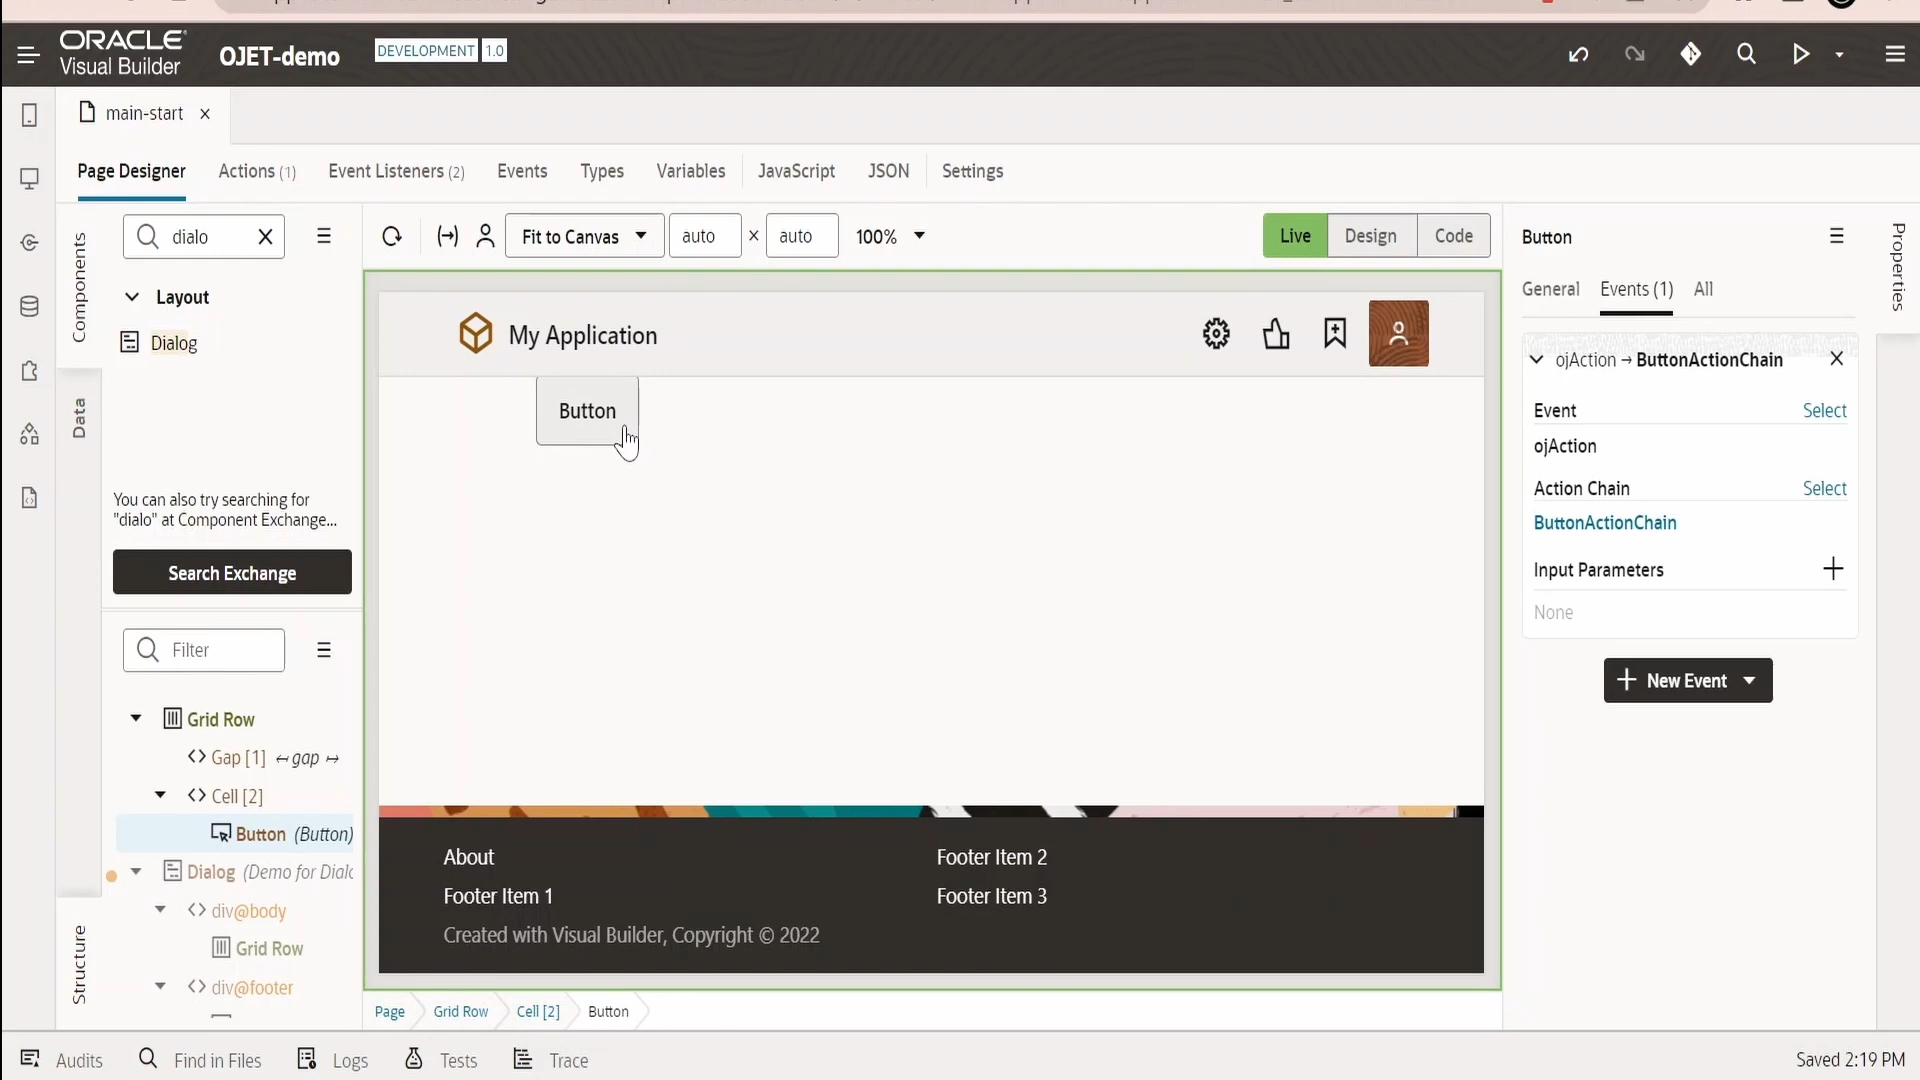 ORACLE
Visual Builder
OJET-demo
DEVELOPMENT 1.0
main-start
Page Designer
Actions (1)
Event Listeners (2)
Events
Types
Variables
JavaScript
JSON
Settings
Components
Data
Structure
dialo
Layout
Dialog
You can also try searching for
"dialo" at Component Exchange...
Search Exchange
Filter
Grid Row
Gap [1] gap
Cell [2]
Button (Button)
Dialog (Demo for Dialo
div@body
Grid Row
div@footer
Fit to Canvas
auto × auto
100%
Live
Design
Code
My Application
Button
About
Footer Item 1
Footer Item 2
Footer Item 3
Created with Visual Builder, Copyright © 2022
Page
Grid Row
Cell [2]
Button
Button
General
Events (1)
All
ojAction → ButtonActionChain
Event Select
ojAction
Action Chain Select
ButtonActionChain
Input Parameters
None
New Event
Properties
Audits
Find in Files
Logs
Tests
Trace
Saved 2:19 PM